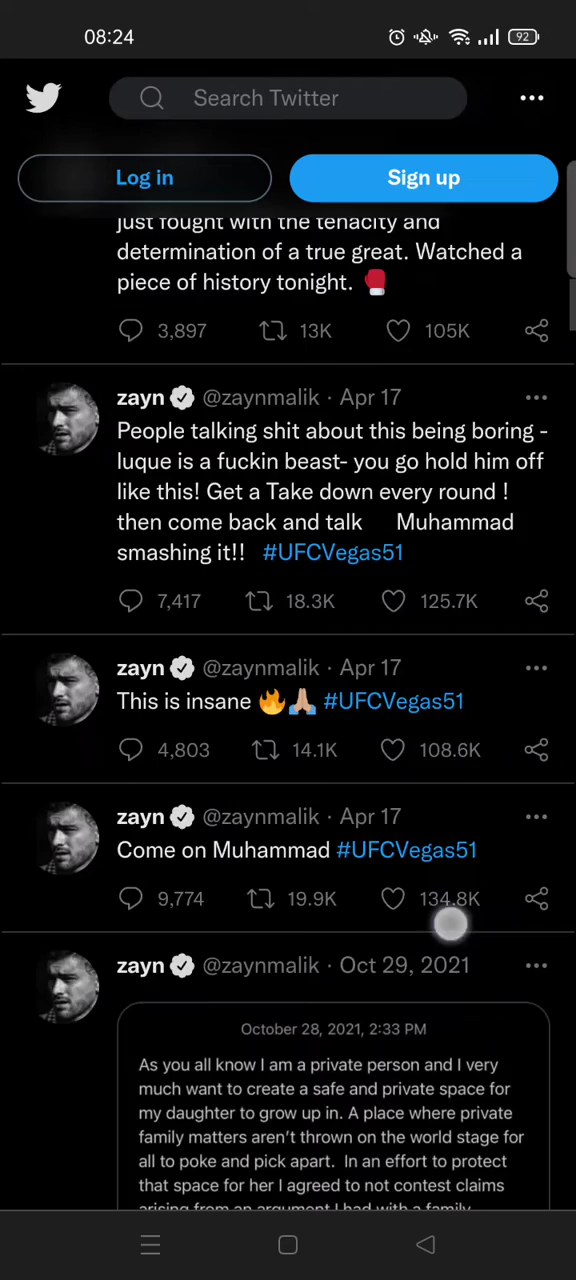 08:24
92
Search Twitter
Log in
Sign up
just fought with the tenacity and
determination of a true great. Watched a
piece of history tonight. 🥊
3,897 13K 105K
zayn @zaynmalik · Apr 17
People talking shit about this being boring -
luque is a fuckin beast- you go hold him off
like this! Get a Take down every round !
then come back and talk Muhammad
smashing it!! #UFCVegas51
7,417 18.3K 125.7K
zayn @zaynmalik · Apr 17
This is insane 🔥🙏🏼 #UFCVegas51
4,803 14.1K 108.6K
zayn @zaynmalik · Apr 17
Come on Muhammad #UFCVegas51
9,774 19.9K 134.8K
zayn @zaynmalik · Oct 29, 2021
October 28, 2021, 2:33 PM
As you all know I am a private person and I very
much want to create a safe and private space for
my daughter to grow up in. A place where private
family matters aren't thrown on the world stage for
all to poke and pick apart. In an effort to protect
that space for her I agreed to not contest claims
arising from an argument I had with a family